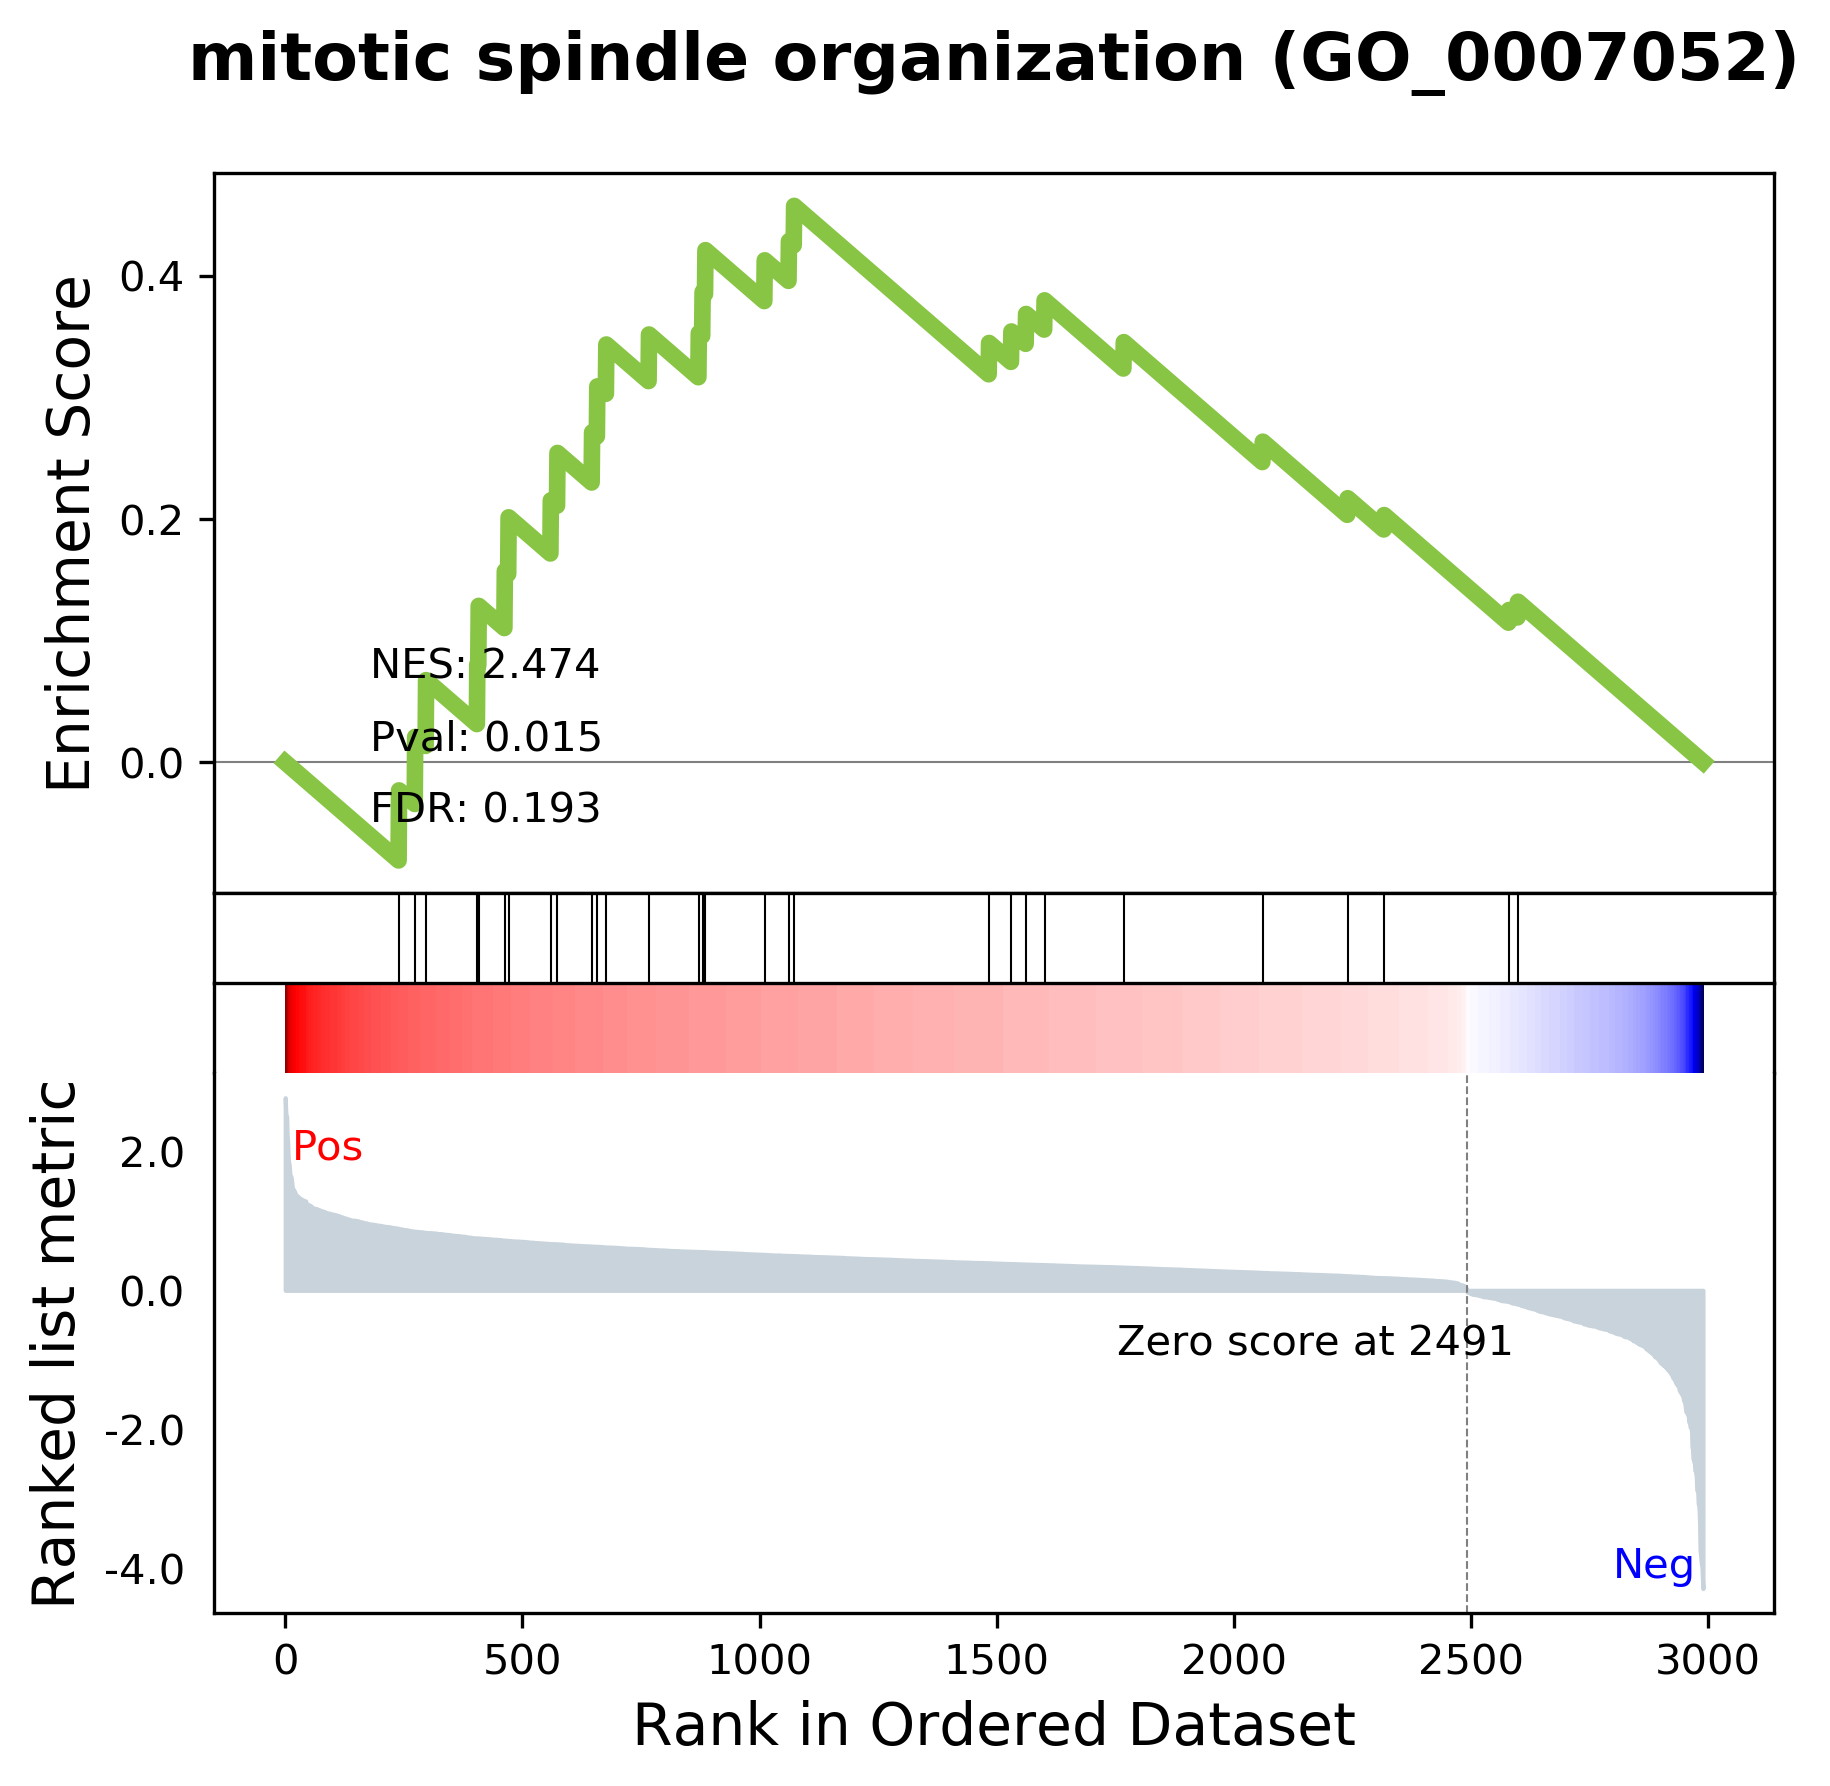 mitotic spindle organization (GO_0007052)
Enrichment Score
0.4
0.2
0.0
NES: 2.474
Pval: 0.015
FDR: 0.193
Ranked list metric
2.0
0.0
-2.0
-4.0
Pos
Zero score at 2491
Neg
0 500 1000 1500 2000 2500 3000
Rank in Ordered Dataset